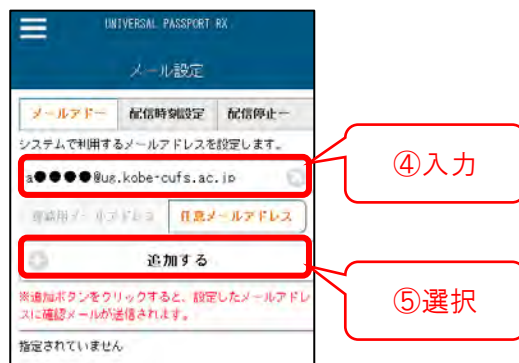 UNIVERSAL PASSPORT RX
メール設定
メールアドー
配信時刻設定
配信停止ー
システムで利用するメールアドレスを設定します。
a●●●●@ug.kobe-cufs.ac.jp
④入力
任意メールアドレス
追加する
⑤選択
※追加ボタンをクリックすると、設定したメールアドレ
スに確認メールが送信されます。
指定されていません